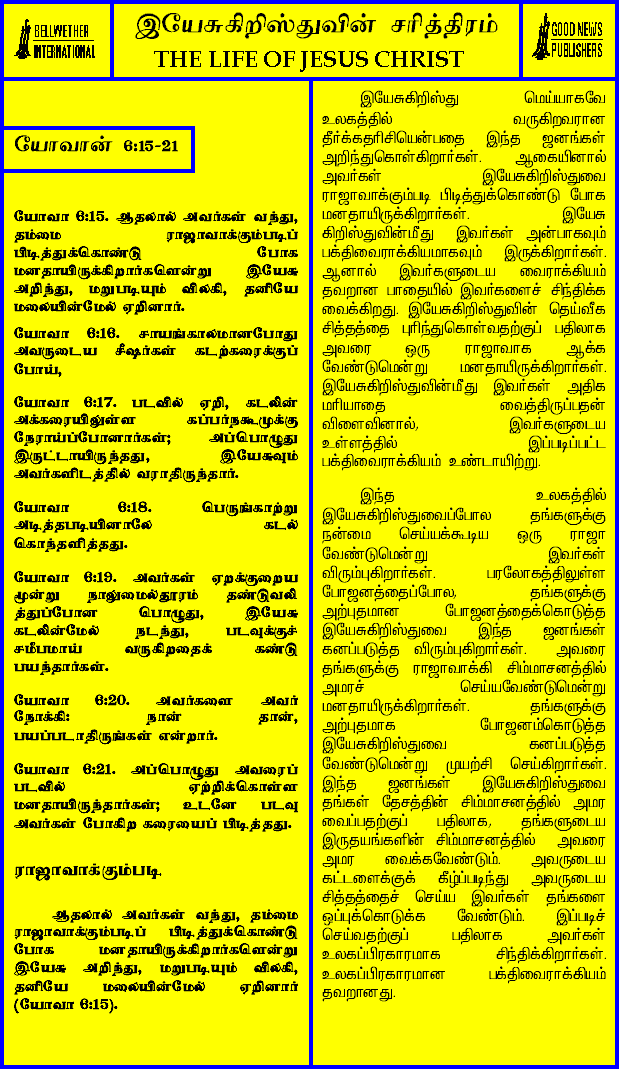 BELLWETHER
INTERNATIONAL
இயேசுகிறிஸ்துவின் சரித்திரம்
THE LIFE OF JESUS CHRIST
GOOD NEWS
PUBLISHERS
யோவான் 6:15-21
யோவா 6:15. ஆதலால் அவர்கள் வந்து,
தம்மை ராஜாவாக்கும்படிப்
பிடித்துக்கொண்டு போக
மனதாயிருக்கிறார்களென்று இயேசு
அறிந்து, மறுபடியும் விலகி, தனியே
மலையின்மேல் ஏறினார்.
யோவா 6:16. சாயங்காலமானபோது
அவருடைய சீஷர்கள் கடற்கரைக்குப்
போய்,
யோவா 6:17. படவில் ஏறி, கடலின்
அக்கரையிலுள்ள கப்பர்நகூமுக்கு
நேராய்ப்போனார்கள்; அப்பொழுது
இருட்டாயிருந்தது, இயேசுவும்
அவர்களிடத்தில் வராதிருந்தார்.
யோவா 6:18. பெருங்காற்று
அடித்தபடியினாலே கடல்
கொந்தளித்தது.
யோவா 6:19. அவர்கள் ஏறக்குறைய
மூன்று நாலுமைல்தூரம் தண்டுவலி
த்துப்போன பொழுது, இயேசு
கடலின்மேல் நடந்து, படவுக்குச்
சமீபமாய் வருகிறதைக் கண்டு
பயந்தார்கள்.
யோவா 6:20. அவர்களை அவர்
நோக்கி: நான் தான்,
பயப்படாதிருங்கள் என்றார்.
யோவா 6:21. அப்பொழுது அவரைப்
படவில் ஏற்றிக்கொள்ள
மனதாயிருந்தார்கள்; உடனே படவு
அவர்கள் போகிற கரையைப் பிடித்தது.
ராஜாவாக்கும்படி
ஆதலால் அவர்கள் வந்து, தம்மை
ராஜாவாக்கும்படிப் பிடித்துக்கொண்டு
போக மனதாயிருக்கிறார்களென்று
இயேசு அறிந்து, மறுபடியும் விலகி,
தனியே மலையின்மேல் ஏறினார்
(யோவா 6:15).
இயேசுகிறிஸ்து மெய்யாகவே
உலகத்தில் வருகிறவரான
தீர்க்கதரிசியென்பதை இந்த ஜனங்கள்
அறிந்துகொள்கிறார்கள். ஆகையினால்
அவர்கள் இயேசுகிறிஸ்துவை
ராஜாவாக்கும்படி பிடித்துக்கொண்டு போக
மனதாயிருக்கிறார்கள். இயேசு
கிறிஸ்துவின்மீது இவர்கள் அன்பாகவும்
பக்திவைராக்கியமாகவும் இருக்கிறார்கள்.
ஆனால் இவர்களுடைய வைராக்கியம்
தவறான பாதையில் இவர்களைச் சிந்திக்க
வைக்கிறது. இயேசுகிறிஸ்துவின் தெய்வீக
சித்தத்தை புரிந்துகொள்வதற்குப் பதிலாக
அவரை ஒரு ராஜாவாக ஆக்க
வேண்டுமென்று மனதாயிருக்கிறார்கள்.
இயேசுகிறிஸ்துவின்மீது இவர்கள் அதிக
மரியாதை வைத்திருப்பதன்
விளைவினால், இவர்களுடைய
உள்ளத்தில் இப்படிப்பட்ட
பக்திவைராக்கியம் உண்டாயிற்று.
இந்த உலகத்தில்
இயேசுகிறிஸ்துவைப்போல தங்களுக்கு
நன்மை செய்யக்கூடிய ஒரு ராஜா
வேண்டுமென்று இவர்கள்
விரும்புகிறார்கள். பரலோகத்திலுள்ள
போஜனத்தைப்போல, தங்களுக்கு
அற்புதமான போஜனத்தைக்கொடுத்த
இயேசுகிறிஸ்துவை இந்த ஜனங்கள்
கனப்படுத்த விரும்புகிறார்கள். அவரை
தங்களுக்கு ராஜாவாக்கி சிம்மாசனத்தில்
அமரச் செய்யவேண்டுமென்று
மனதாயிருக்கிறார்கள். தங்களுக்கு
அற்புதமாக போஜனம்கொடுத்த
இயேசுகிறிஸ்துவை கனப்படுத்த
வேண்டுமென்று முயற்சி செய்கிறார்கள்.
இந்த ஜனங்கள் இயேசுகிறிஸ்துவை
தங்கள் தேசத்தின் சிம்மாசனத்தில் அமர
வைப்பதற்குப் பதிலாக, தங்களுடைய
இருதயங்களின் சிம்மாசனத்தில் அவரை
அமர வைக்கவேண்டும். அவருடைய
கட்டளைக்குக் கீழ்ப்படிந்து அவருடைய
சித்தத்தைச் செய்ய இவர்கள் தங்களை
ஒப்புக்கொடுக்க வேண்டும். இப்படிச்
செய்வதற்குப் பதிலாக அவர்கள்
உலகப்பிரகாரமாக சிந்திக்கிறார்கள்.
உலகப்பிரகாரமான பக்திவைராக்கியம்
தவறானது.